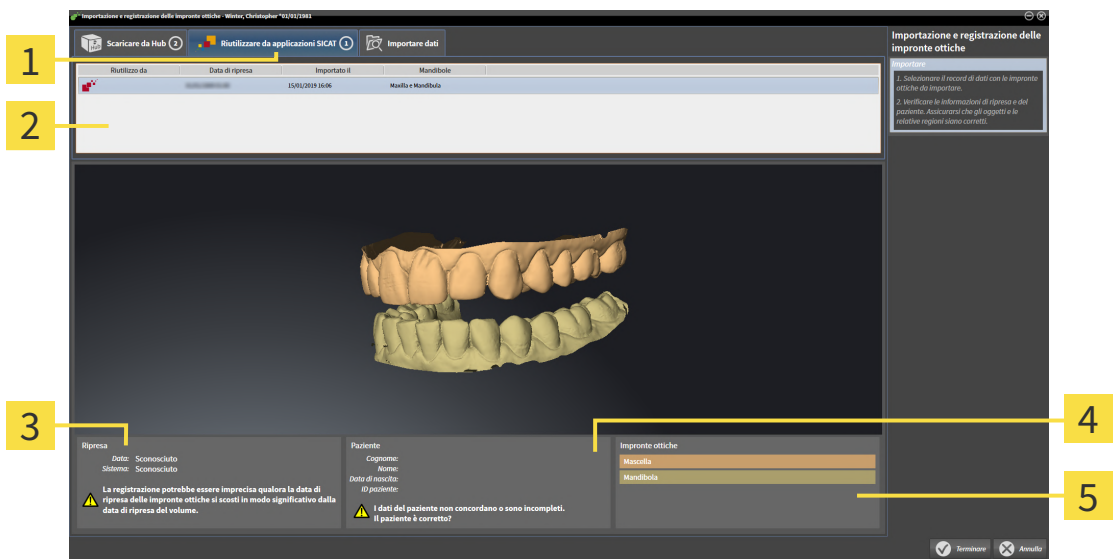 Importazione e registrazione delle impronte ottiche - Winter, Christopher *01/01/1981
1
Hub Scaricare da Hub 2
Riutilizzare da applicazioni SICAT 1
Importare dati
Riutilizzo da Data di ripresa Importato il Mandibole
15/01/2019 16:06 Maxilla e Mandibula
2
Importazione e registrazione delle
impronte ottiche
Importare
1. Selezionare il record di dati con le impronte
ottiche da importare.
2. Verificare le informazioni di ripresa e del
paziente. Assicurarsi che gli oggetti e le
relative regioni siano corretti.
3
Ripresa
Data: Sconosciuto
Sistema: Sconosciuto
La registrazione potrebbe essere imprecisa qualora la data di
ripresa delle impronte ottiche si scosti in modo significativo dalla
data di ripresa del volume.
Paziente
Cognome:
Nome:
Data di nascita:
ID paziente:
I dati del paziente non concordano o sono incompleti.
Il paziente è corretto?
4
Impronte ottiche
Mascella
Mandibola
5
Terminare
Annulla